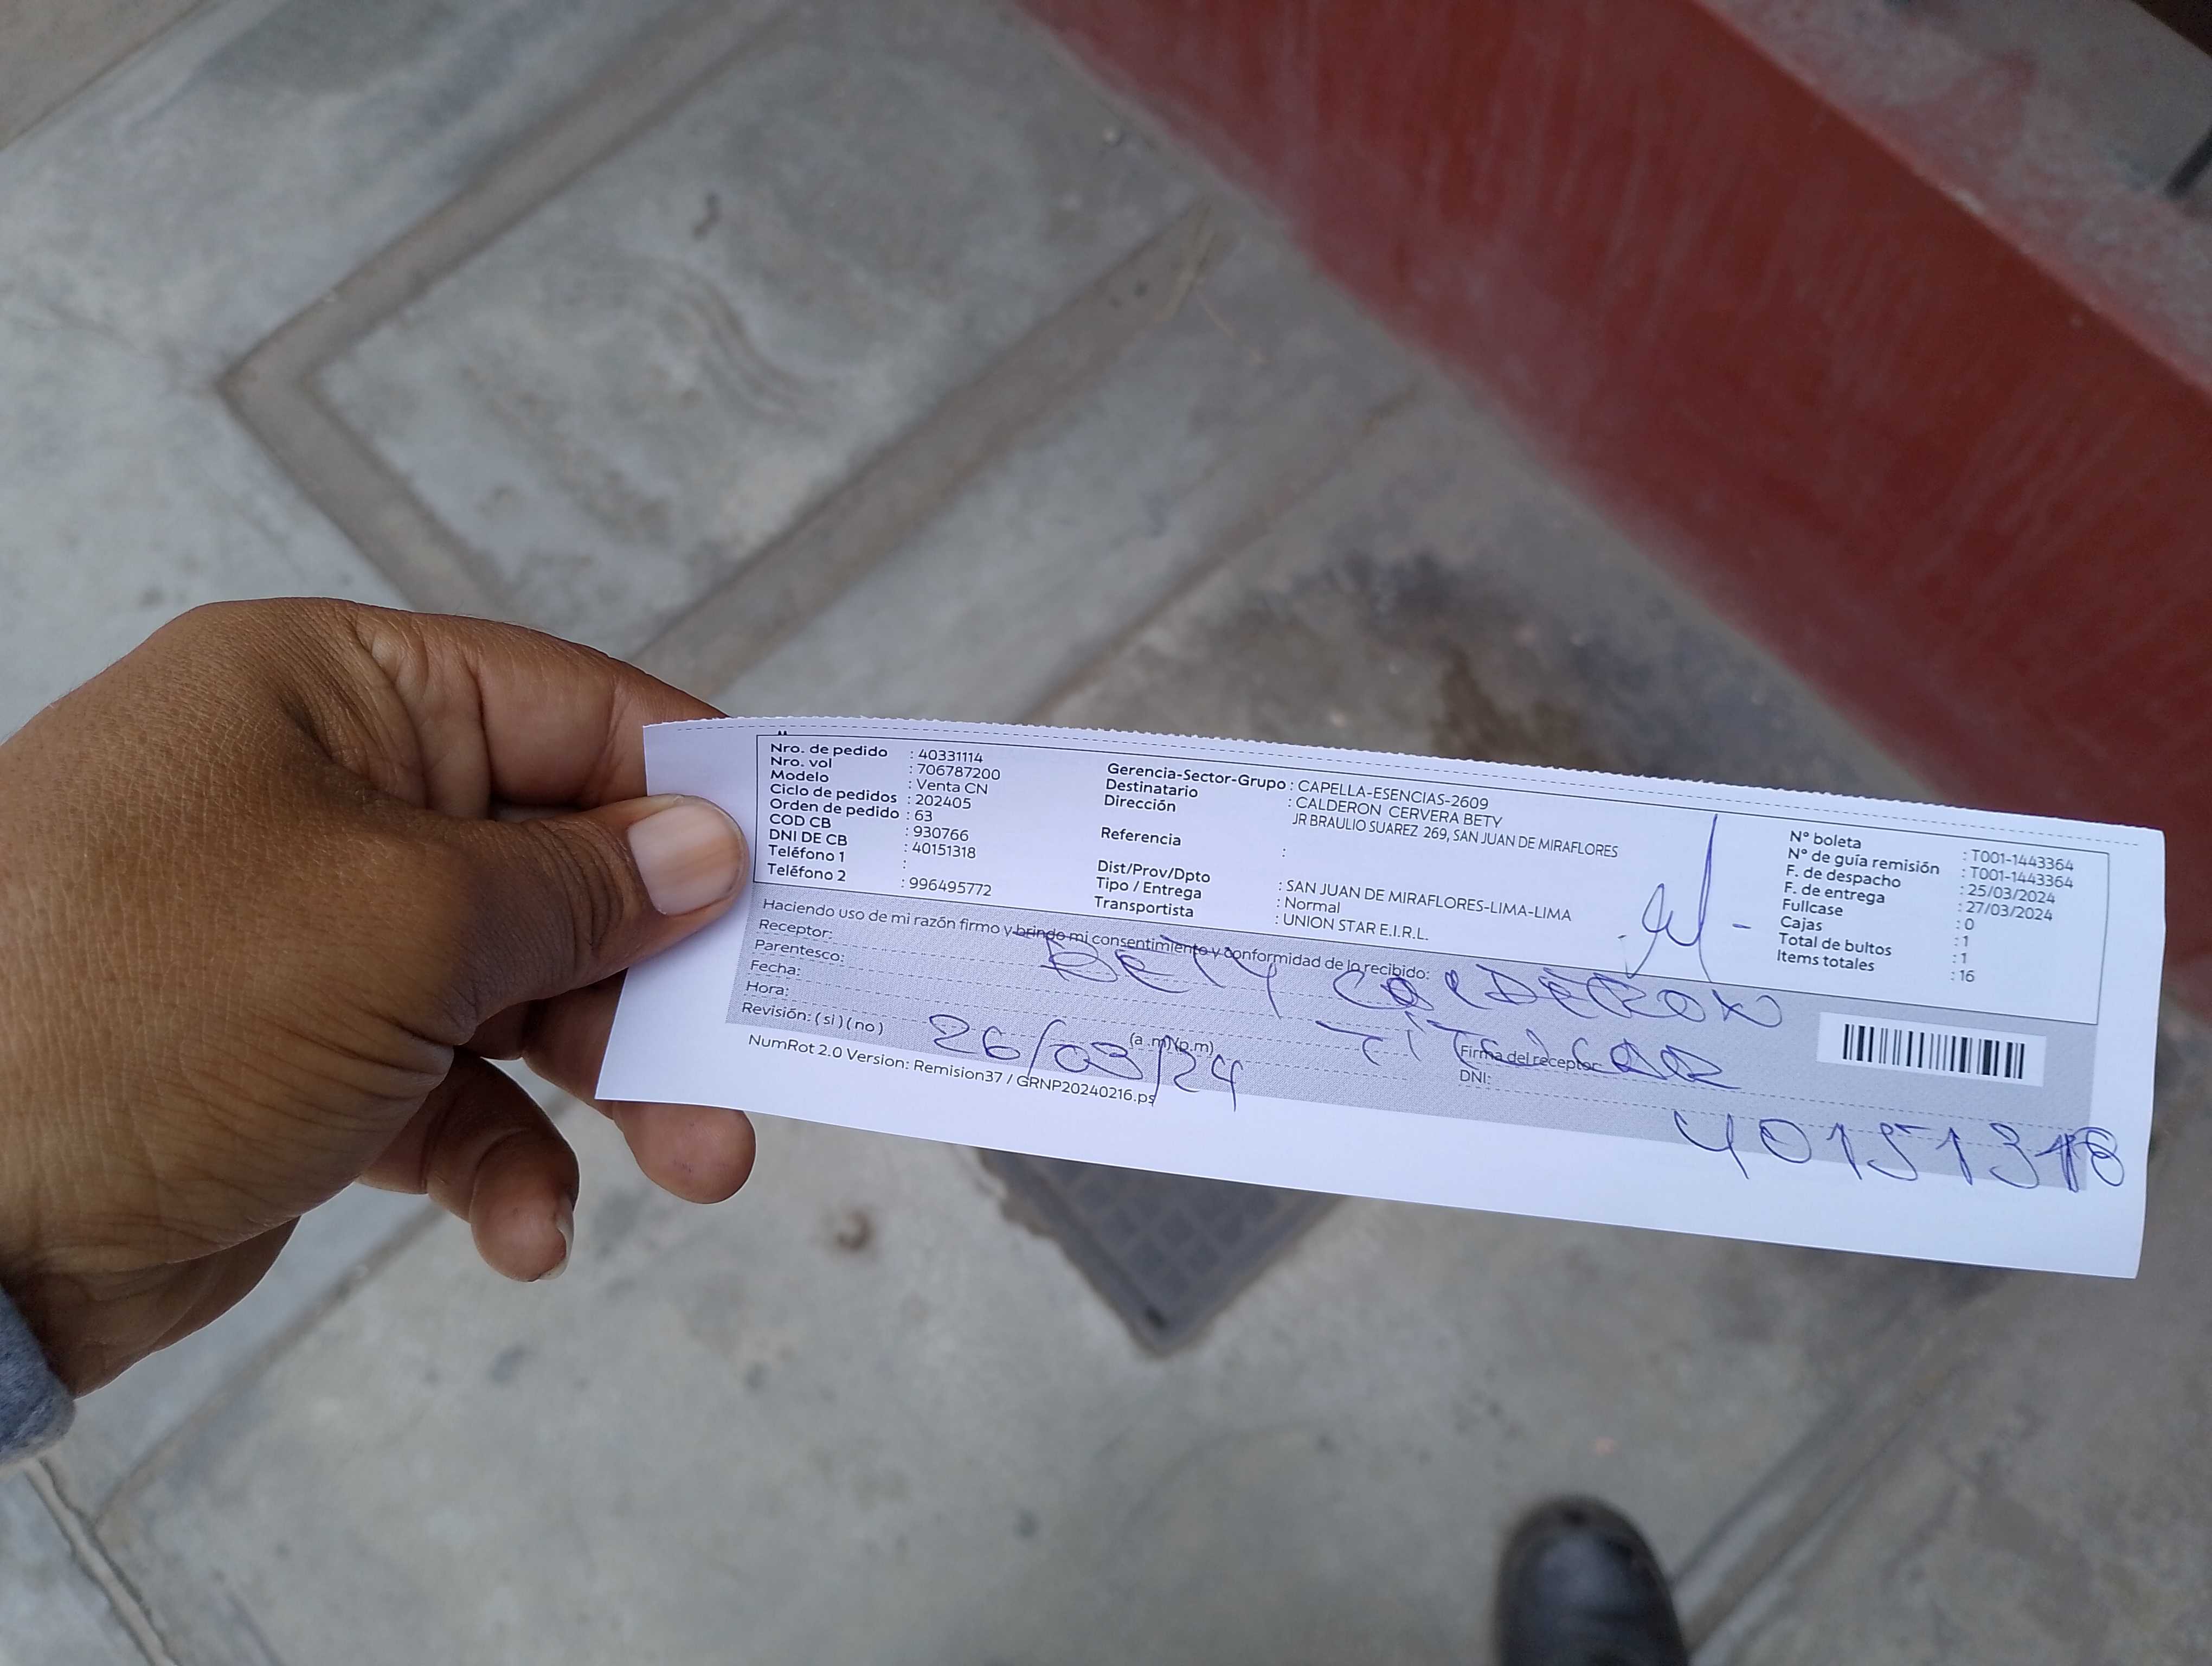 Nro. de pedido : 40331114
Nro. vol : 706787200
Modelo : Venta CN
Ciclo de pedidos : 202405
Orden de pedido : 63
COD CB : 930766
DNI DE CB : 40151318
Teléfono 1 :
Teléfono 2 : 996495772
Gerencia-Sector-Grupo : CAPELLA-ESENCIAS-2609
Destinatario : CALDERON CERVERA BETY
Dirección JR BRAULIO SUAREZ 269, SAN JUAN DE MIRAFLORES
Referencia :
Dist/Prov/Dpto : SAN JUAN DE MIRAFLORES-LIMA-LIMA
Tipo / Entrega : Normal
Transportista : UNION STAR E.I.R.L.
N° boleta : T001-1443364
N° de guía remisión : T001-1443364
F. de despacho : 25/03/2024
F. de entrega : 27/03/2024
Fullcase : 0
Cajas : 1
Total de bultos : 1
Items totales : 16
Haciendo uso de mi razón firmo y brindo mi consentimiento y conformidad de lo recibido:
Receptor: BETY CALDERON
Parentesco: TITULAR
Fecha: 26/03/24
Hora: (a .m) (p.m)
Revisión: ( si ) ( no )
Firma del receptor
DNI: 40151318
NumRot 2.0 Version: Remision37 / GRNP20240216.ps